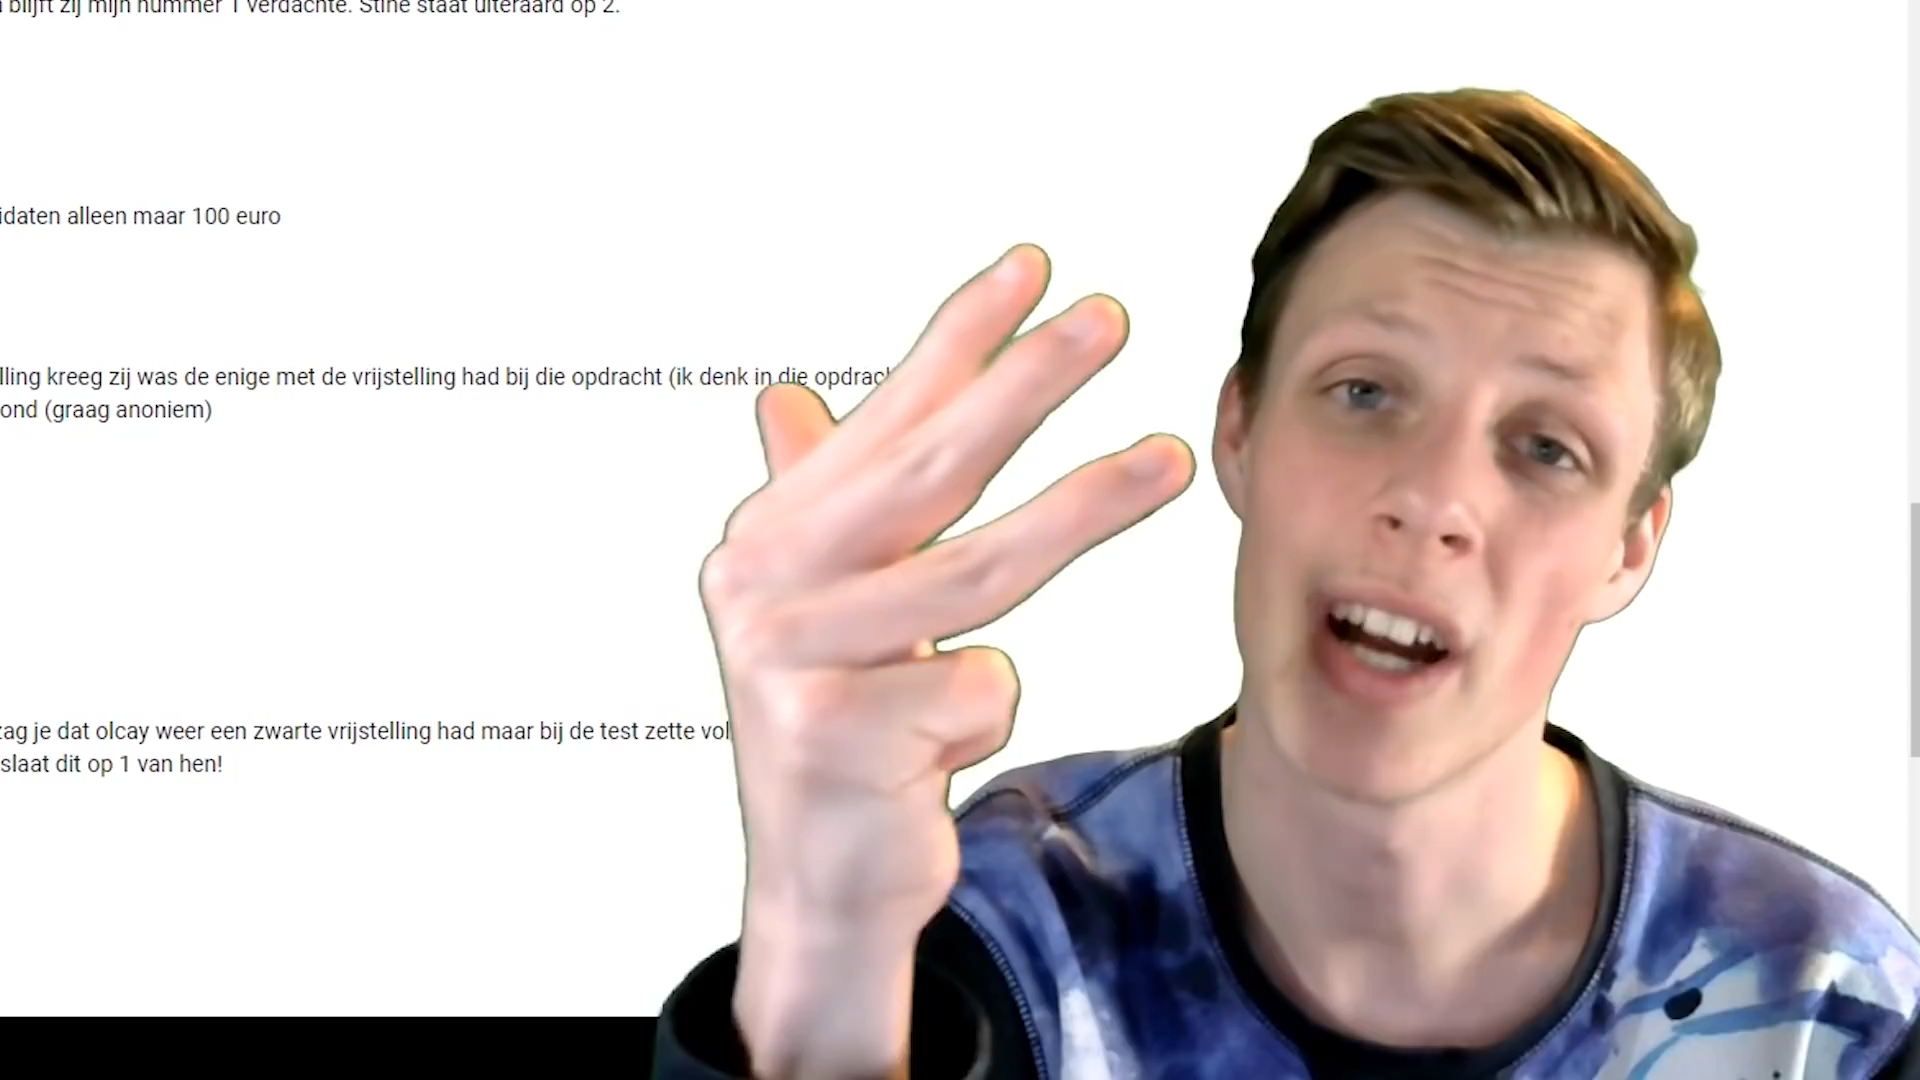 blijft zij mijn nummer 1 verdachte. Stine staat uiteraard op 2.
idaten alleen maar 100 euro
lling kreeg zij was de enige met de vrijstelling had bij die opdracht (ik denk in die opdrach
ond (graag anoniem)
zag je dat olcay weer een zwarte vrijstelling had maar bij de test zette vol
slaat dit op 1 van hen!